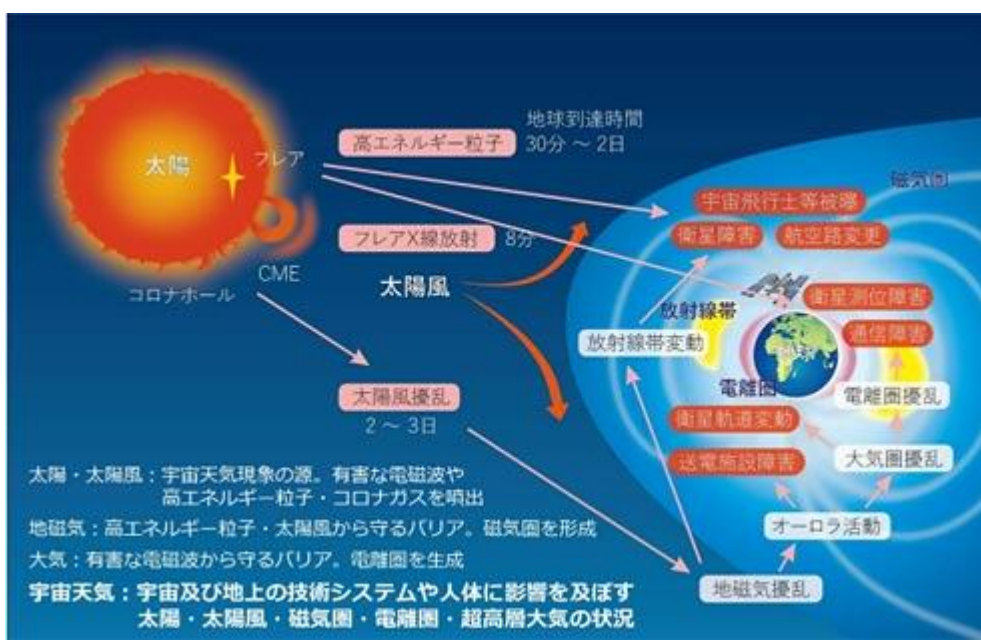 太陽
フレア
高エネルギー粒子
地球到達時間
30分 ～ 2日
フレアX線放射
8分
太陽風
CME
コロナホール
太陽風擾乱
2 ～ 3日
磁気圏
宇宙飛行士等被曝
衛星障害
航空路変更
衛星測位障害
放射線帯
通信障害
放射線帯変動
地球
電離圏
電離圏擾乱
衛星軌道変動
送電施設障害
大気圏擾乱
オーロラ活動
地磁気擾乱
太陽・太陽風：宇宙天気現象の源。有害な電磁波や
高エネルギー粒子・コロナガスを噴出
地磁気：高エネルギー粒子・太陽風から守るバリア。磁気圏を形成
大気：有害な電磁波から守るバリア。電離圏を生成
宇宙天気：宇宙及び地上の技術システムや人体に影響を及ぼす
太陽・太陽風・磁気圏・電離圏・超高層大気の状況